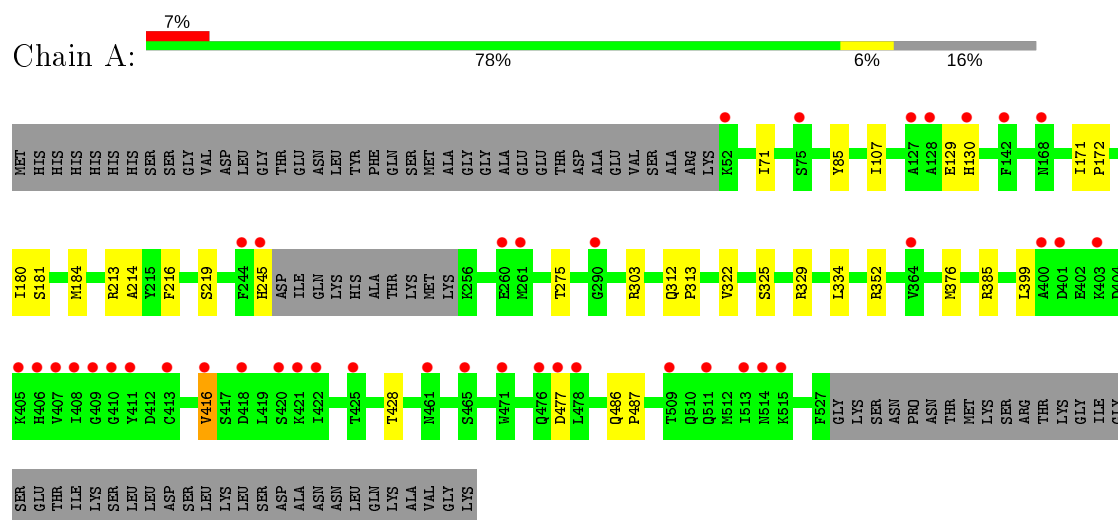 7%
Chain A:
78% 6% 16%
MET HIS HIS HIS HIS HIS HIS SER SER GLY VAL ASP LEU GLY THR GLU ASN LEU TYR PHE GLN SER MET ALA GLY GLY ALA GLU GLU THR ASP ALA GLU VAL SER ALA ARG LYS K52 I71 S75 Y85 I107 A127 A128 E129 H130 F142 N168 I171 P172
I180 S181 M184 R213 A214 Y215 F216 S219 F244 H245 ASP ILE GLN LYS HIS ALA THR LYS MET LYS K256 E260 M261 T275 G290 R303 Q312 P313 V322 S325 R329 L334 R352 V364 M376 R385 L399 A400 D401 E402 K403 D404
K405 H406 V407 I408 G409 G410 Y411 D412 C413 V416 S417 D418 L419 S420 K421 I422 T425 T428 N461 S465 W471 Q476 D477 L478 Q486 P487 T509 Q510 Q511 M512 I513 N514 K515 F527 GLY LYS SER ASN PRO ASN THR MET LYS SER ARG THR LYS GLY ILE GLY
SER GLU THR ILE LYS SER LEU LEU ASP SER LEU LYS LEU SER ASP ALA ASN ASN LEU GLN LYS ALA VAL GLY LYS